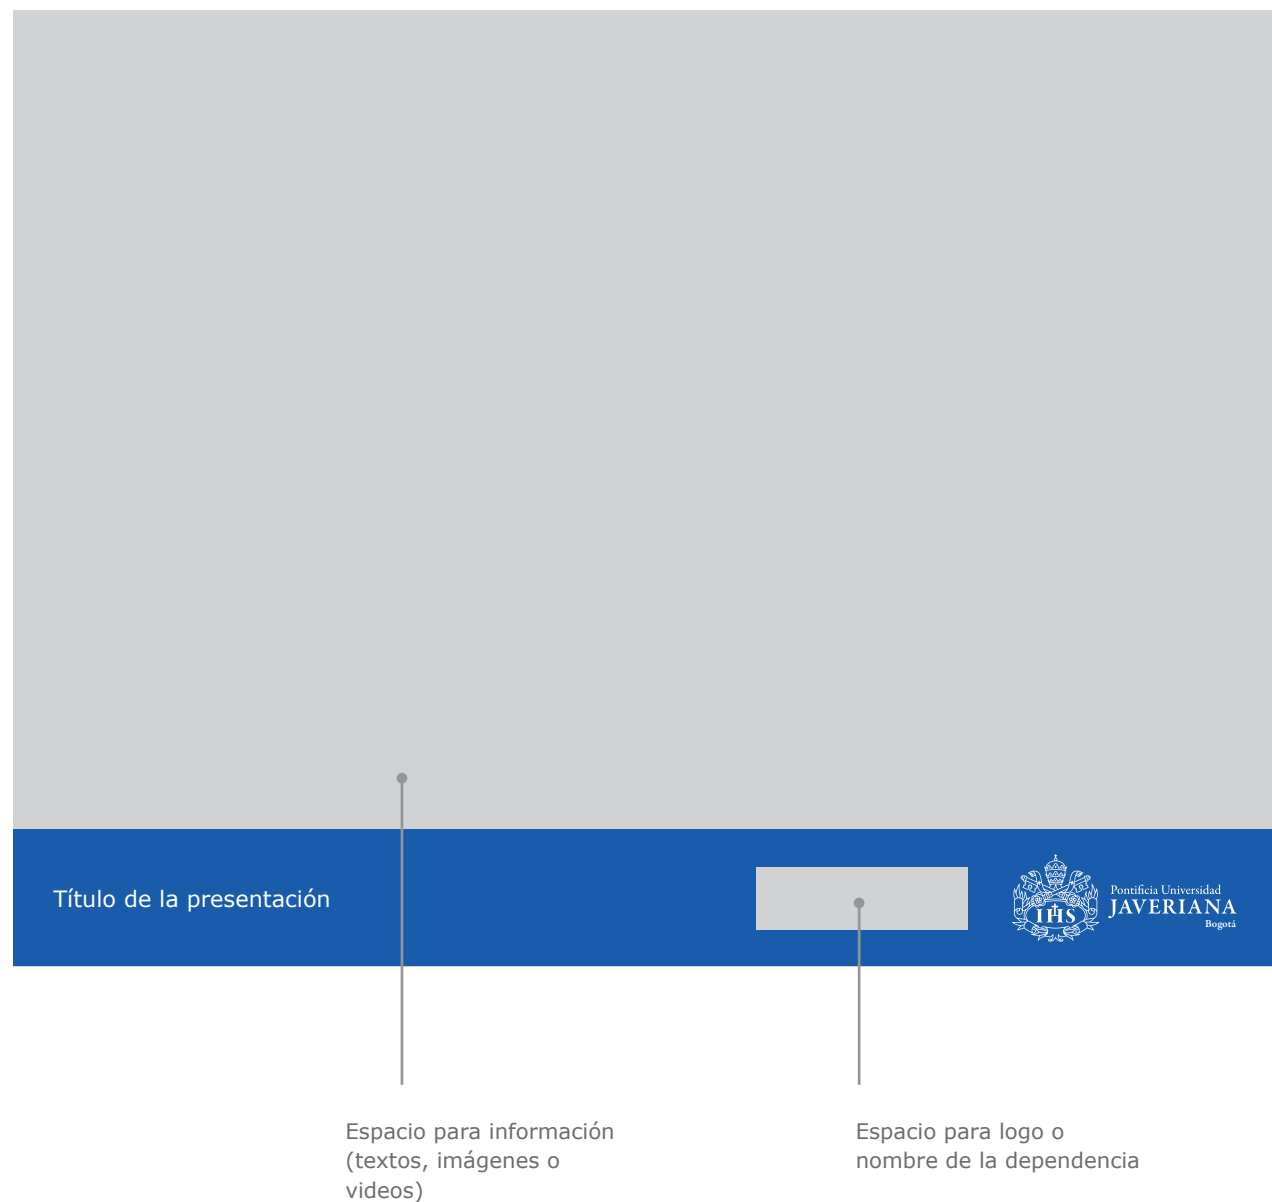 Título de la presentación
IHS
Pontificia Universidad
JAVERIANA
Bogotá
Espacio para información
(textos, imágenes o
videos)
Espacio para logo o
nombre de la dependencia